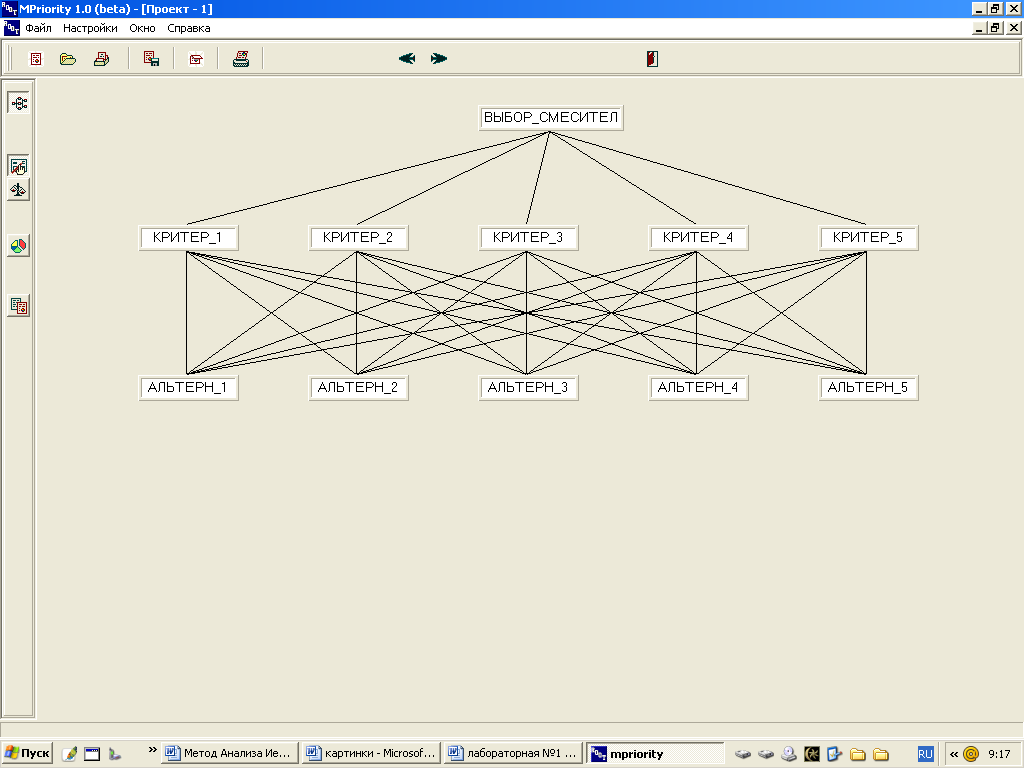 MPriority 1.0 (beta) - [Проект - 1]
Файл Настройки Окно Справка
ВЫБОР_СМЕСИТЕЛ
КРИТЕР_1 КРИТЕР_2 КРИТЕР_3 КРИТЕР_4 КРИТЕР_5
АЛЬТЕРН_1 АЛЬТЕРН_2 АЛЬТЕРН_3 АЛЬТЕРН_4 АЛЬТЕРН_5
Пуск » Метод Анализа Ие... картинки - Microsof... лабораторная №1 ... mpriority RU « 9:17